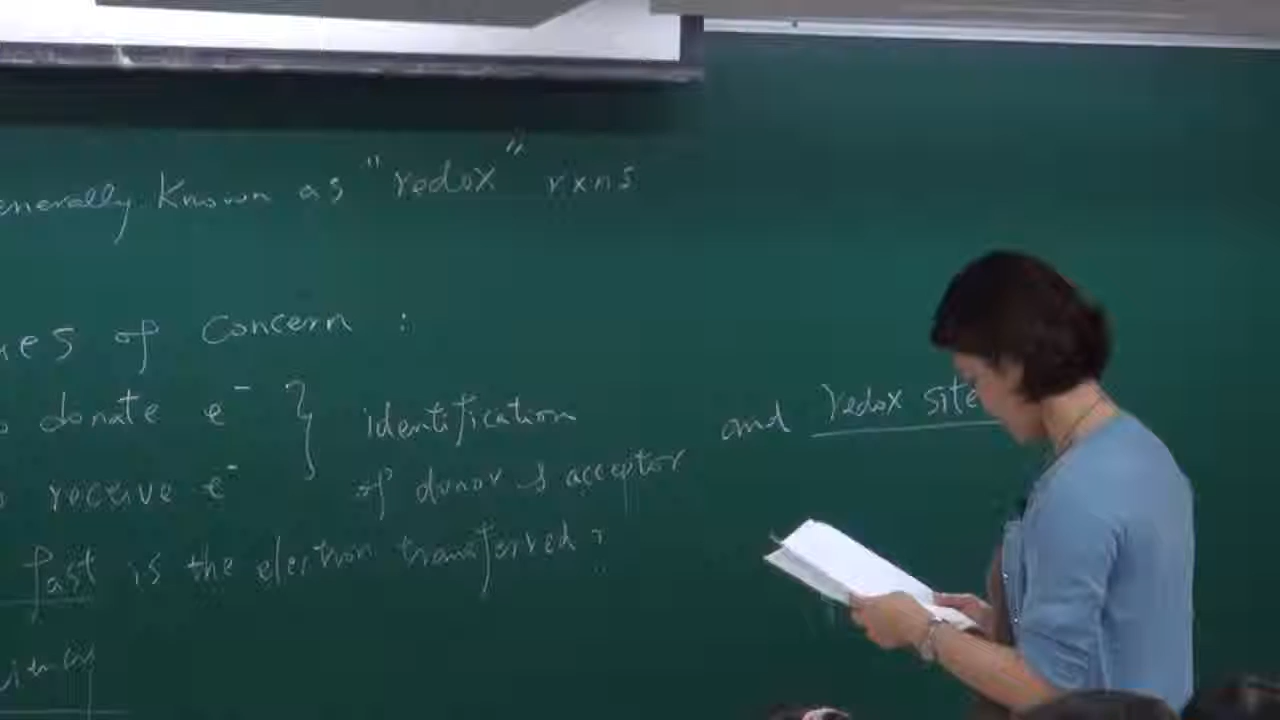 enerally known as "redox" rxns
ues of concern :
o donate e⁻ } identification and redox site
o receive e⁻ of donor & acceptor
fast is the electron transferred ?